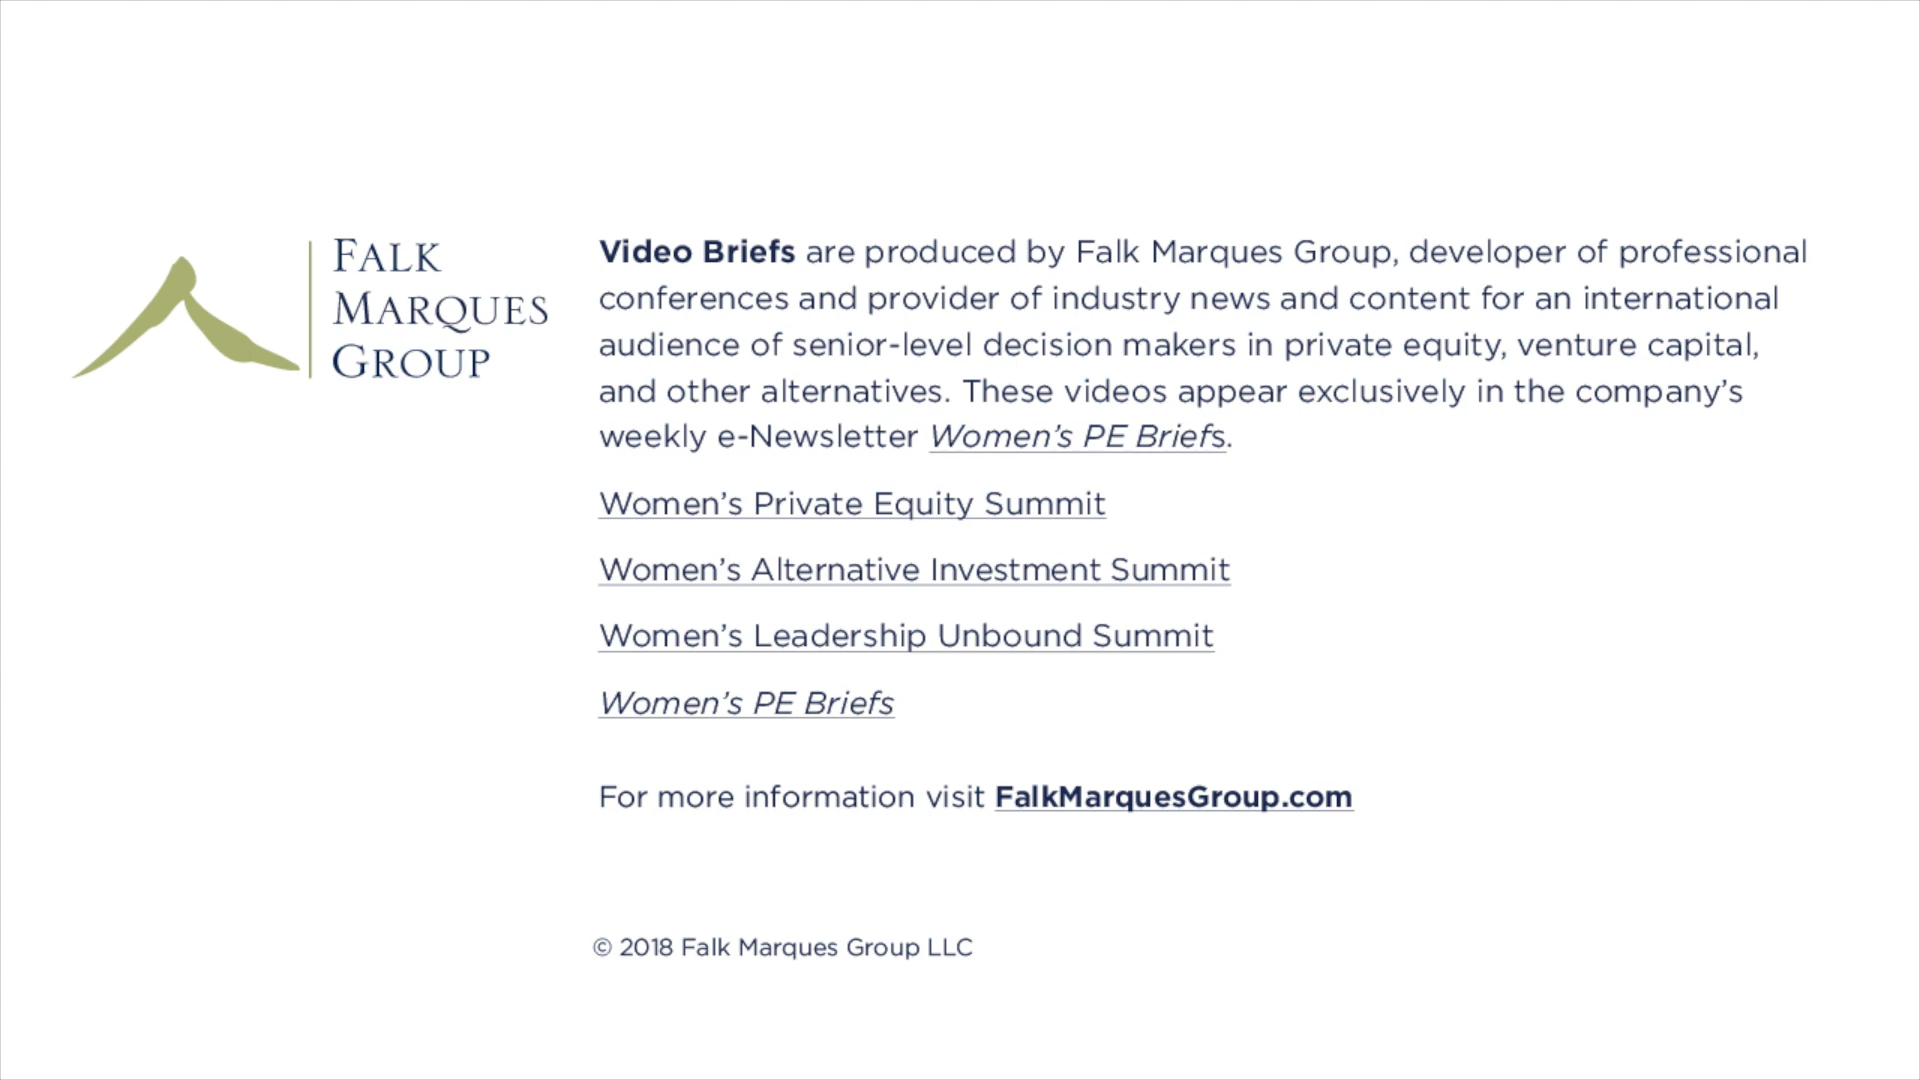 FALK
MARQUES
GROUP
Video Briefs are produced by Falk Marques Group, developer of professional
conferences and provider of industry news and content for an international
audience of senior-level decision makers in private equity, venture capital,
and other alternatives. These videos appear exclusively in the company’s
weekly e-Newsletter Women’s PE Briefs.
Women’s Private Equity Summit
Women’s Alternative Investment Summit
Women’s Leadership Unbound Summit
Women’s PE Briefs
For more information visit FalkMarquesGroup.com
© 2018 Falk Marques Group LLC